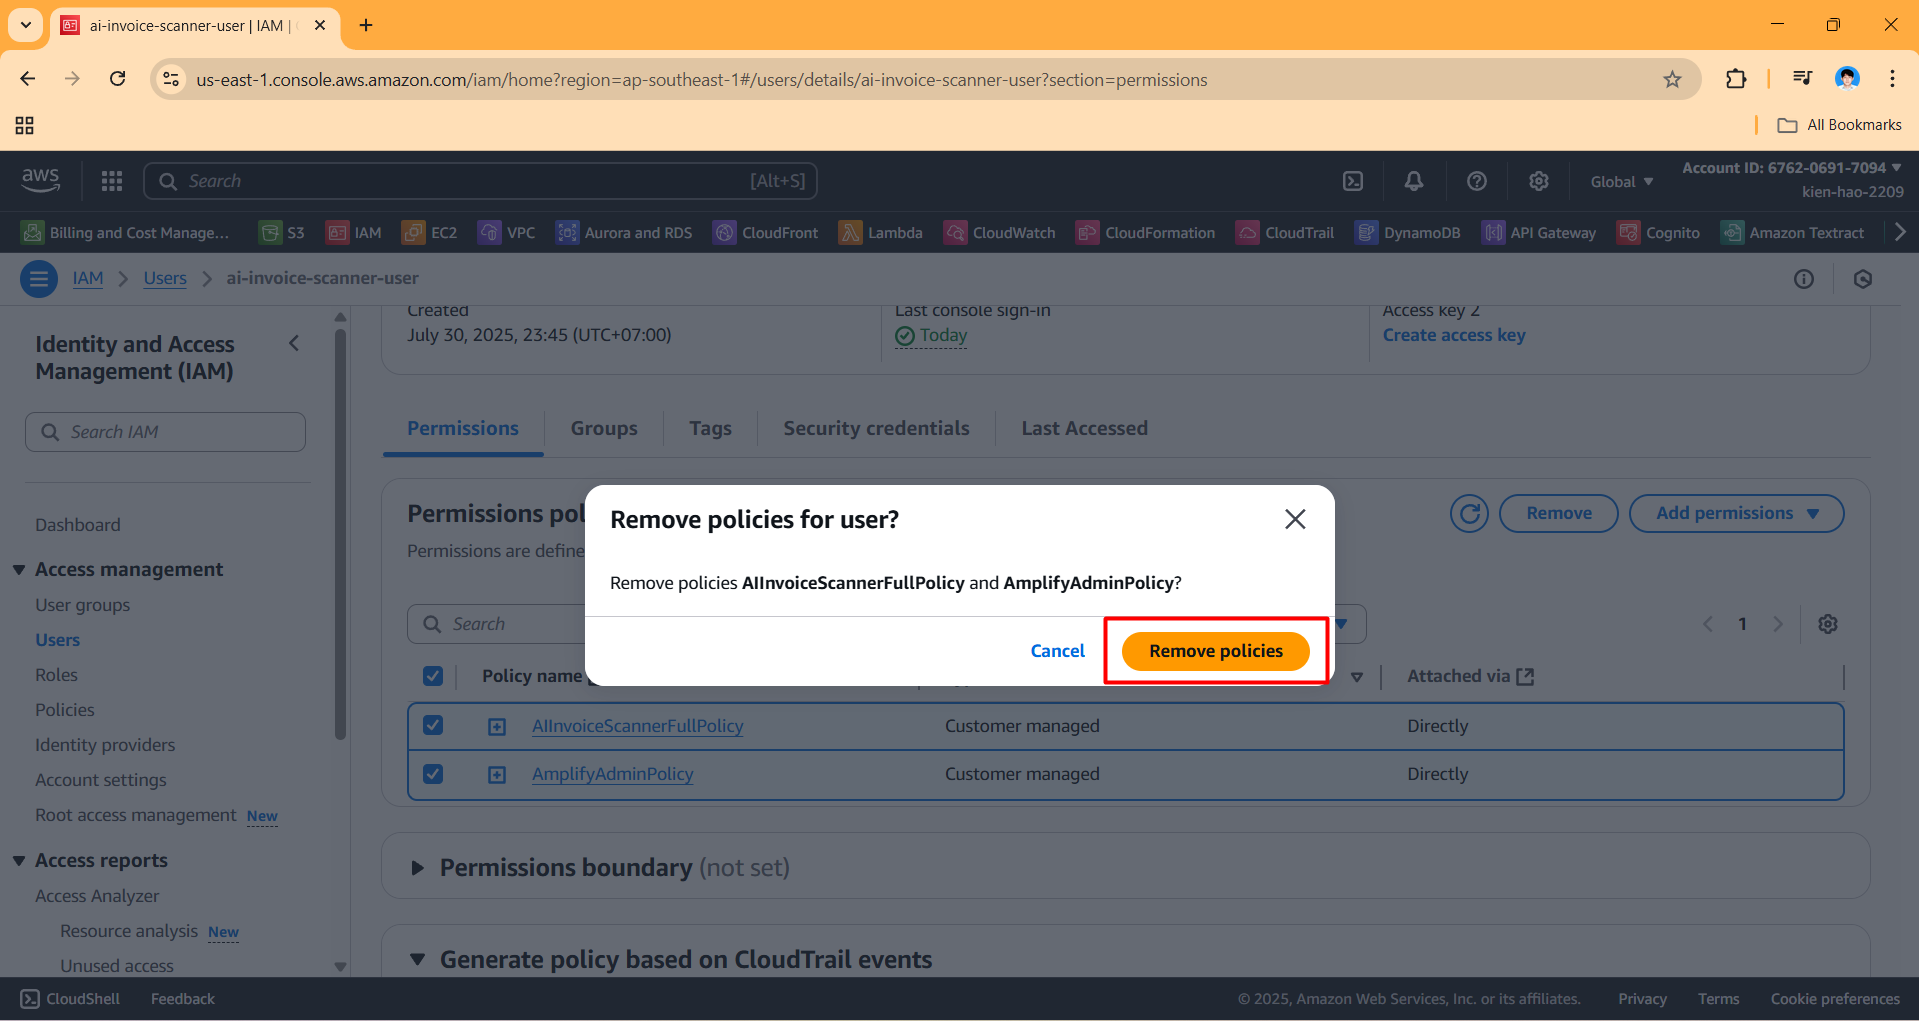 ai-invoice-scanner-user | IAM |
us-east-1.console.aws.amazon.com/iam/home?region=ap-southeast-1#/users/details/ai-invoice-scanner-user?section=permissions
All Bookmarks
aws
Search
[Alt+S]
Global
Account ID: 6762-0691-7094
kien-hao-2209
Billing and Cost Manage...
S3
IAM
EC2
VPC
Aurora and RDS
CloudFront
Lambda
CloudWatch
CloudFormation
CloudTrail
DynamoDB
API Gateway
Cognito
Amazon Textract
IAM
Users
ai-invoice-scanner-user
Identity and Access
Management (IAM)
Search IAM
Dashboard
Access management
User groups
Users
Roles
Policies
Identity providers
Account settings
Root access management New
Access reports
Access Analyzer
Resource analysis New
Unused access
Created
July 30, 2025, 23:45 (UTC+07:00)
Last console sign-in
Today
Access key 2
Create access key
Permissions
Groups
Tags
Security credentials
Last Accessed
Permissions pol
Permissions are define
Remove
Add permissions
Search
1
Remove policies for user?
Remove policies AIInvoiceScannerFullPolicy and AmplifyAdminPolicy?
Cancel
Remove policies
Policy name
Attached via
AIInvoiceScannerFullPolicy
Customer managed
Directly
AmplifyAdminPolicy
Customer managed
Directly
Permissions boundary (not set)
Generate policy based on CloudTrail events
CloudShell
Feedback
© 2025, Amazon Web Services, Inc. or its affiliates.
Privacy
Terms
Cookie preferences